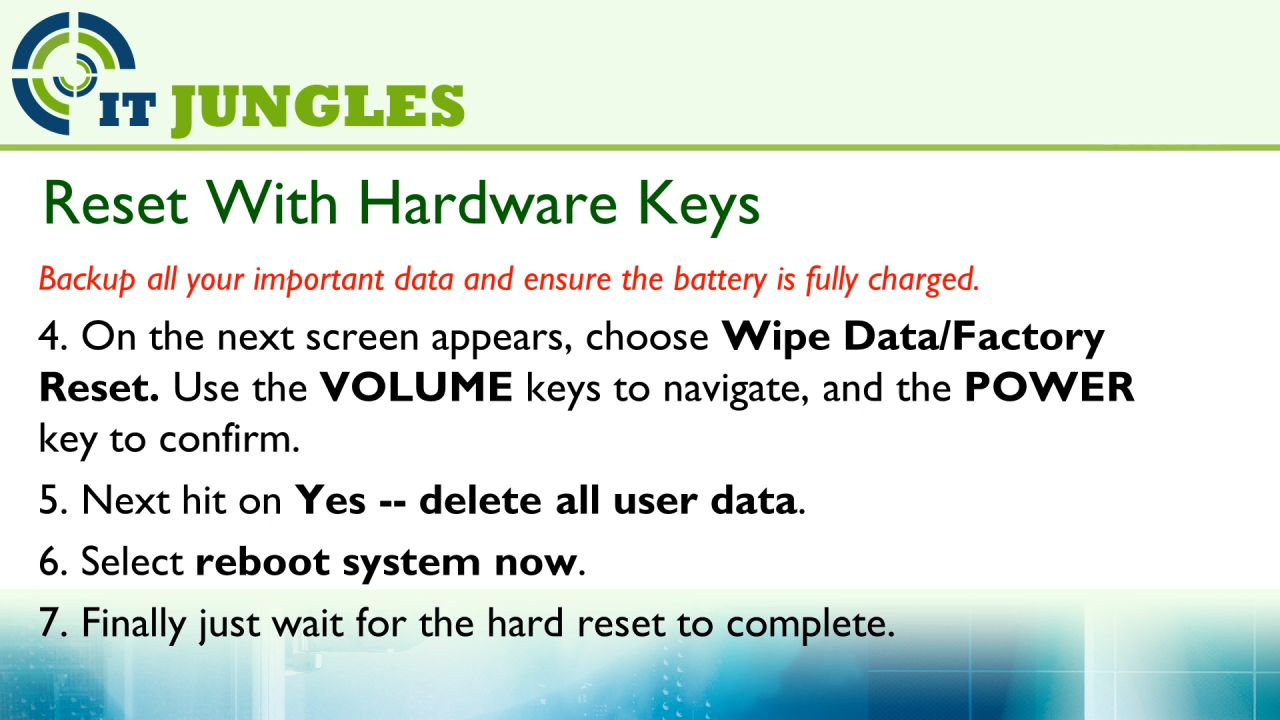 IT JUNGLES
Reset With Hardware Keys
Backup all your important data and ensure the battery is fully charged.
4. On the next screen appears, choose Wipe Data/Factory
Reset. Use the VOLUME keys to navigate, and the POWER
key to confirm.
5. Next hit on Yes -- delete all user data.
6. Select reboot system now.
7. Finally just wait for the hard reset to complete.